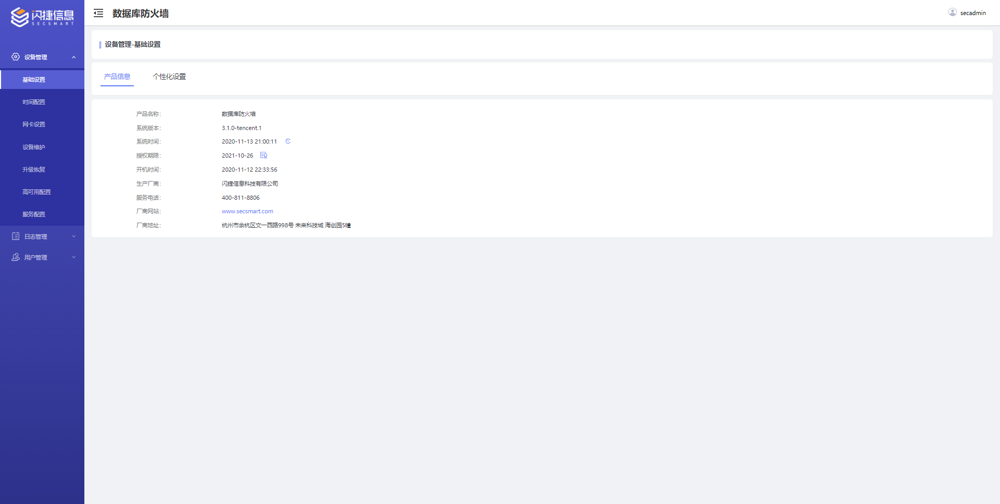 闪捷信息
SECSMART
数据库防火墙
secadmin
设备管理
基础设置
时间配置
网卡设置
设备维护
升级恢复
高可用配置
服务配置
日志管理
用户管理
设备管理-基础设置
产品信息 个性化设置
产品名称: 数据库防火墙
系统版本: 3.1.0-tencent.1
系统时间: 2020-11-13 21:00:11
授权期限: 2021-10-26
开机时间: 2020-11-12 22:33:56
生产厂商: 闪捷信息科技有限公司
服务电话: 400-811-8806
厂商网站: www.secsmart.com
厂商地址: 杭州市余杭区文一西路998号 未来科技城 海创园5幢